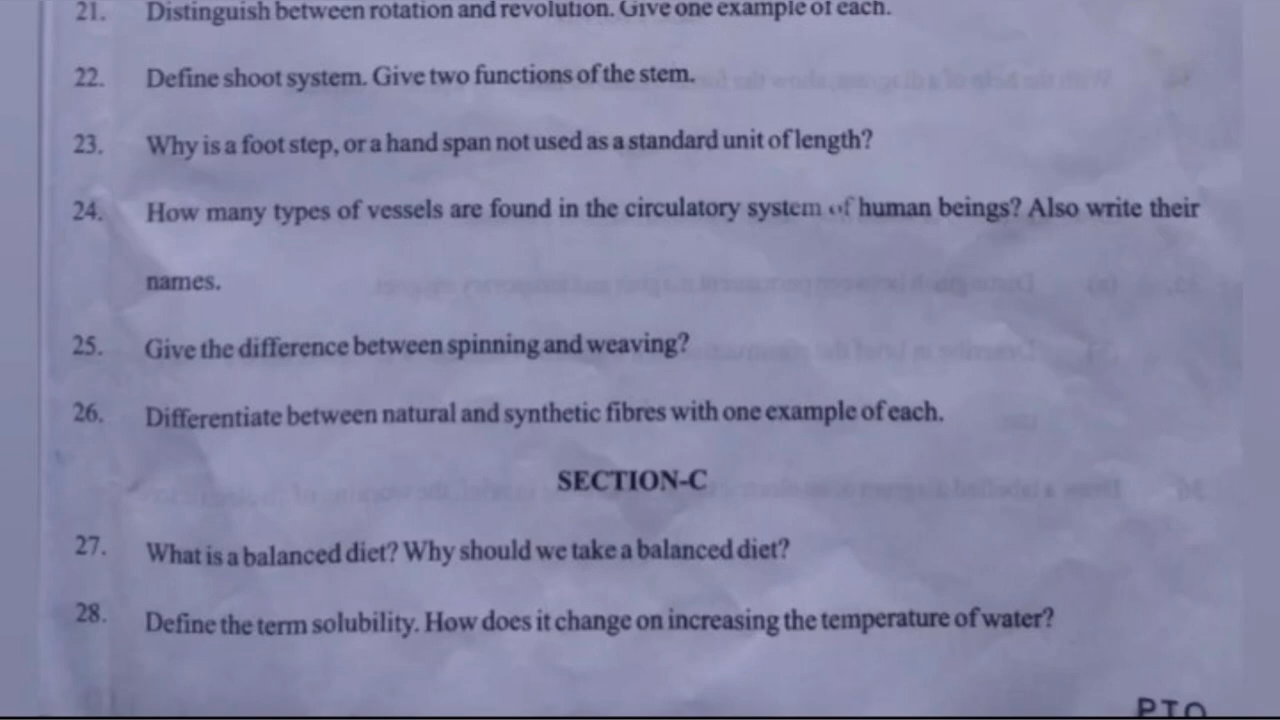 21. Distinguish between rotation and revolution. Give one example of each.
22. Define shoot system. Give two functions of the stem.
23. Why is a foot step, or a hand span not used as a standard unit of length?
24. How many types of vessels are found in the circulatory system of human beings? Also write their
names.
25. Give the difference between spinning and weaving?
26. Differentiate between natural and synthetic fibres with one example of each.
SECTION-C
27. What is a balanced diet? Why should we take a balanced diet?
28. Define the term solubility. How does it change on increasing the temperature of water?
PTO